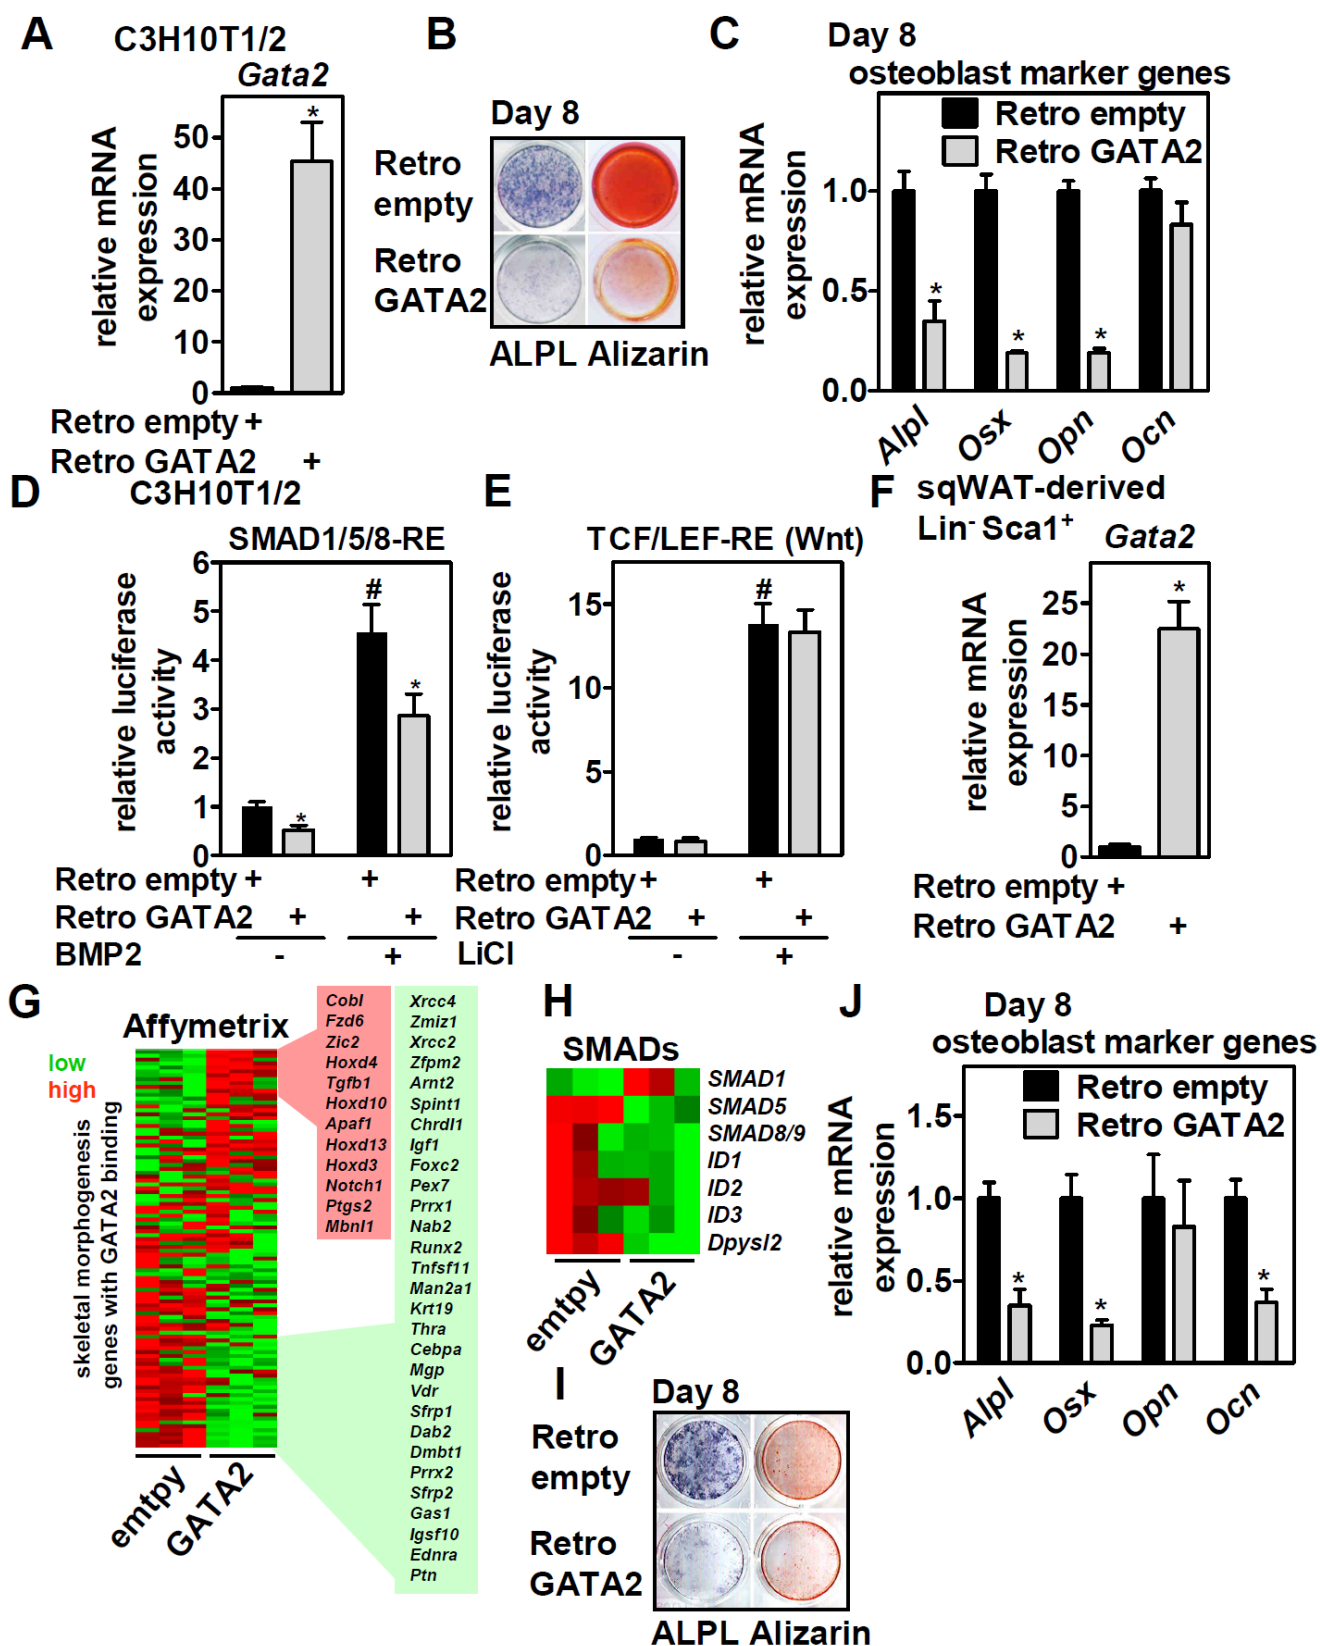 A
C3H10T1/2
Gata2
relative mRNA
expression
50
40
30
20
10
0
*
Retro empty +
Retro GATA2 +
B
Day 8
Retro
empty
Retro
GATA2
ALPL Alizarin
C
Day 8
osteoblast marker genes
Retro empty
Retro GATA2
relative mRNA
expression
1.0
0.5
0.0
* * *
Alpl Osx Opn Ocn
D
C3H10T1/2
SMAD1/5/8-RE
relative luciferase
activity
6
5
4
3
2
1
0
* # *
Retro empty + +
Retro GATA2 + +
BMP2 - +
E
TCF/LEF-RE (Wnt)
relative luciferase
activity
15
10
5
0
#
Retro empty + +
Retro GATA2 + +
LiCl - +
F
sqWAT-derived
Lin- Sca1+
Gata2
relative mRNA
expression
25
20
15
10
5
0
*
Retro empty +
Retro GATA2 +
G
Affymetrix
low
high
skeletal morphogenesis
genes with GATA2 binding
emtpy GATA2
Cobl
Fzd6
Zic2
Hoxd4
Tgfb1
Hoxd10
Apaf1
Hoxd13
Hoxd3
Notch1
Ptgs2
Mbnl1
Xrcc4
Zmiz1
Xrcc2
Zfpm2
Arnt2
Spint1
Chrdl1
Igf1
Foxc2
Pex7
Prrx1
Nab2
Runx2
Tnfsf11
Man2a1
Krt19
Thra
Cebpa
Mgp
Vdr
Sfrp1
Dab2
Dmbt1
Prrx2
Sfrp2
Gas1
Igsf10
Ednra
Ptn
H
SMADs
SMAD1
SMAD5
SMAD8/9
ID1
ID2
ID3
Dpysl2
emtpy GATA2
I
Day 8
Retro
empty
Retro
GATA2
ALPL Alizarin
J
Day 8
osteoblast marker genes
Retro empty
Retro GATA2
relative mRNA
expression
1.5
1.0
0.5
0.0
* * *
Alpl Osx Opn Ocn